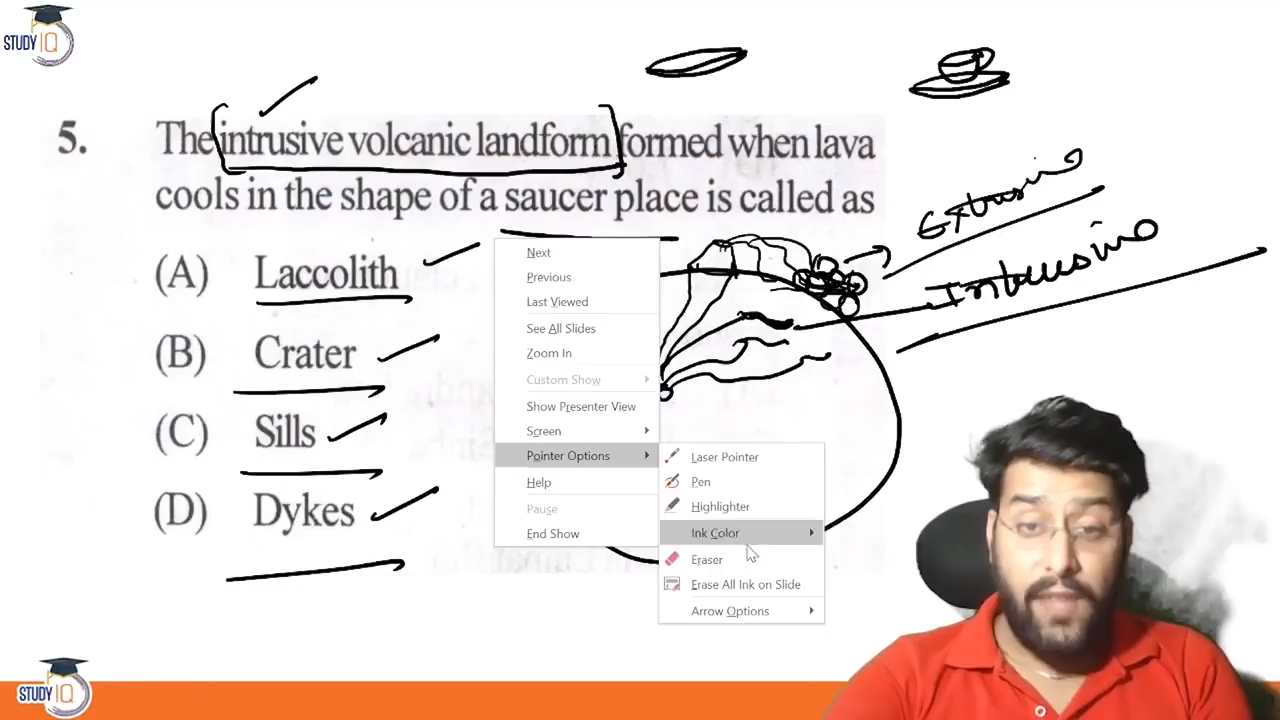 STUDY IQ
5. The intrusive volcanic landform formed when lava
cools in the shape of a saucer place is called as
(A) Laccolith
(B) Crater
(C) Sills
(D) Dykes
Extrusive
Intrusive
Next
Previous
Last Viewed
See All Slides
Zoom In
Custom Show
Show Presenter View
Screen
Pointer Options
Help
Pause
End Show
Laser Pointer
Pen
Highlighter
Ink Color
Eraser
Erase All Ink on Slide
Arrow Options
STUDY IQ